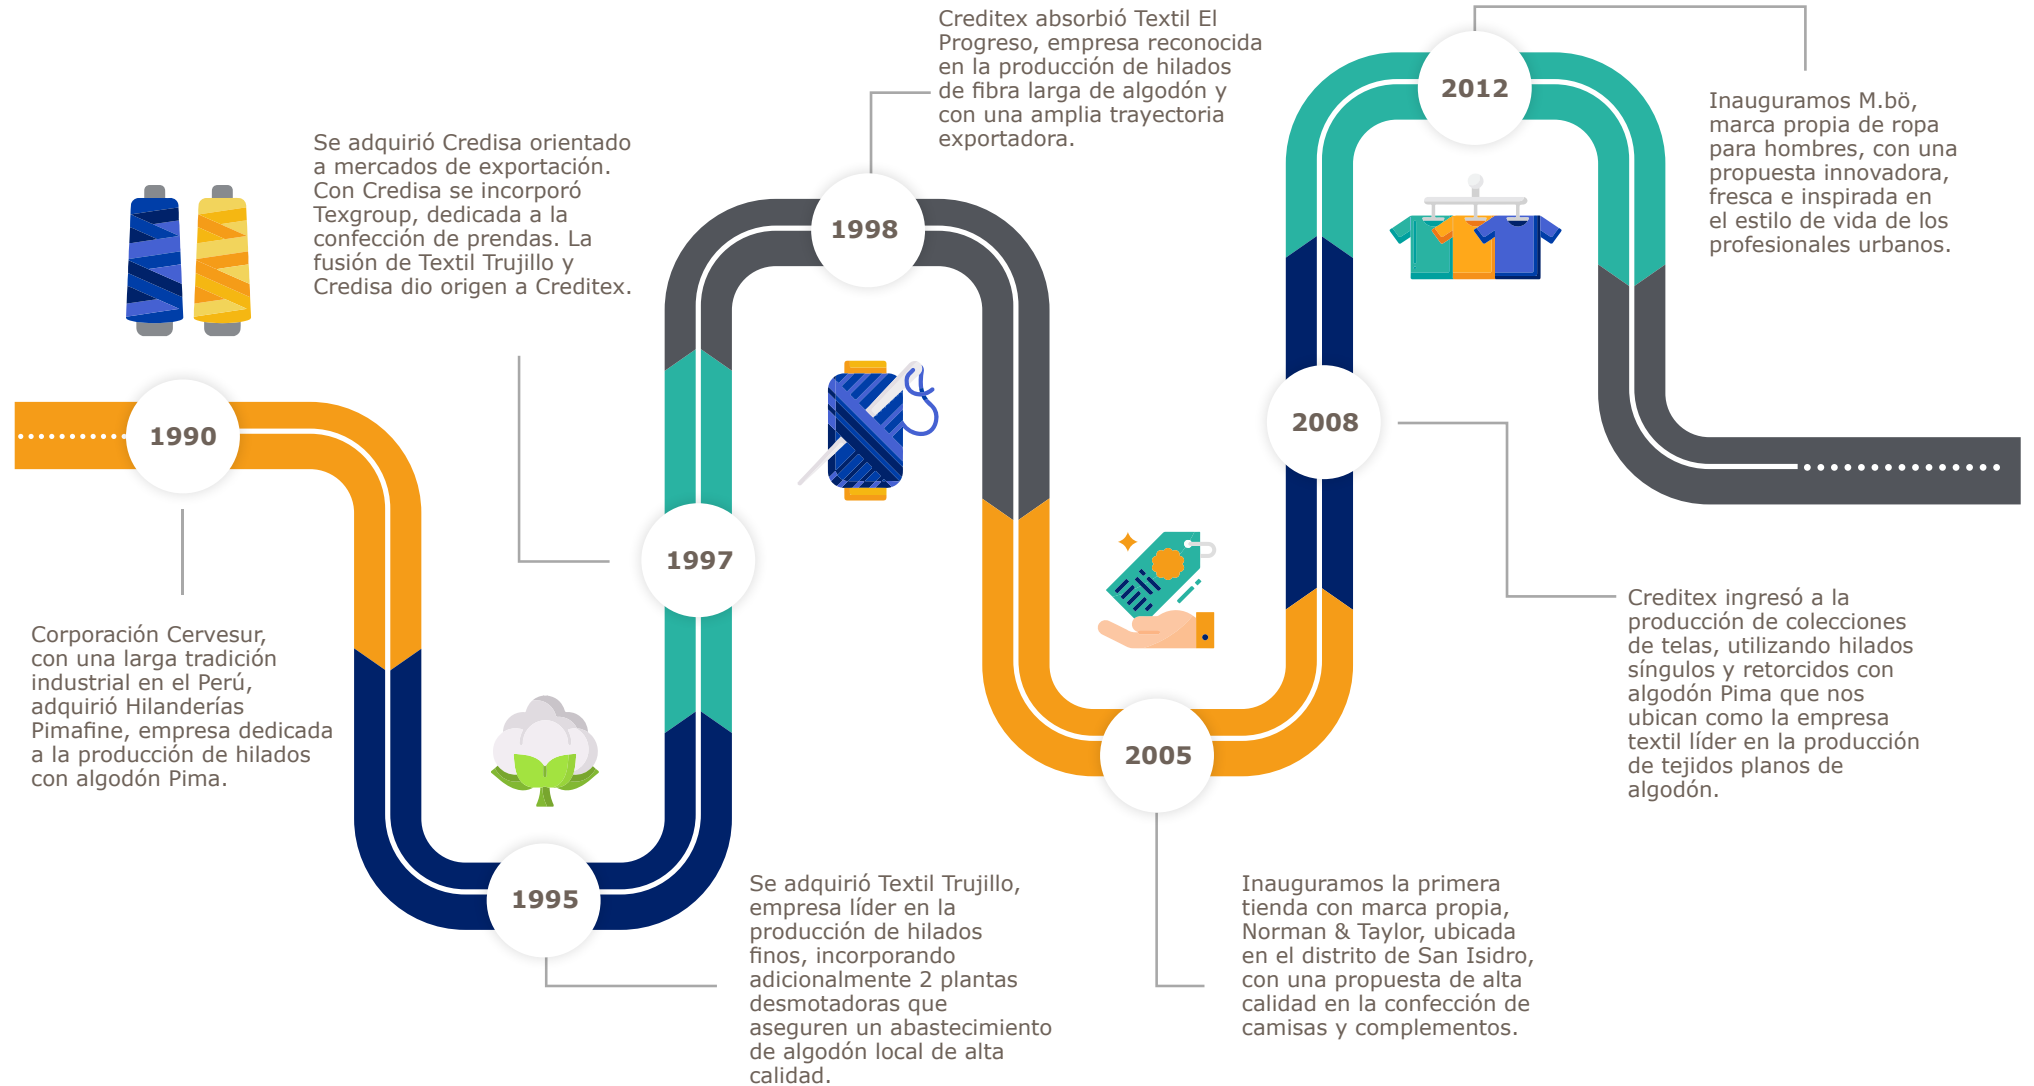 1990
Corporación Cervesur,
con una larga tradición
industrial en el Perú,
adquirió Hilanderías
Pimafine, empresa dedicada
a la producción de hilados
con algodón Pima.
1995
Se adquirió Textil Trujillo,
empresa líder en la
producción de hilados
finos, incorporando
adicionalmente 2 plantas
desmotadoras que
aseguren un abastecimiento
de algodón local de alta
calidad.
1997
Se adquirió Credisa orientado
a mercados de exportación.
Con Credisa se incorporó
Texgroup, dedicada a la
confección de prendas. La
fusión de Textil Trujillo y
Credisa dio origen a Creditex.
1998
Creditex absorbió Textil El
Progreso, empresa reconocida
en la producción de hilados
de fibra larga de algodón y
con una amplia trayectoria
exportadora.
2005
Inauguramos la primera
tienda con marca propia,
Norman & Taylor, ubicada
en el distrito de San Isidro,
con una propuesta de alta
calidad en la confección de
camisas y complementos.
2008
Creditex ingresó a la
producción de colecciones
de telas, utilizando hilados
síngulos y retorcidos con
algodón Pima que nos
ubican como la empresa
textil líder en la producción
de tejidos planos de
algodón.
2012
Inauguramos M.bö,
marca propia de ropa
para hombres, con una
propuesta innovadora,
fresca e inspirada en
el estilo de vida de los
profesionales urbanos.